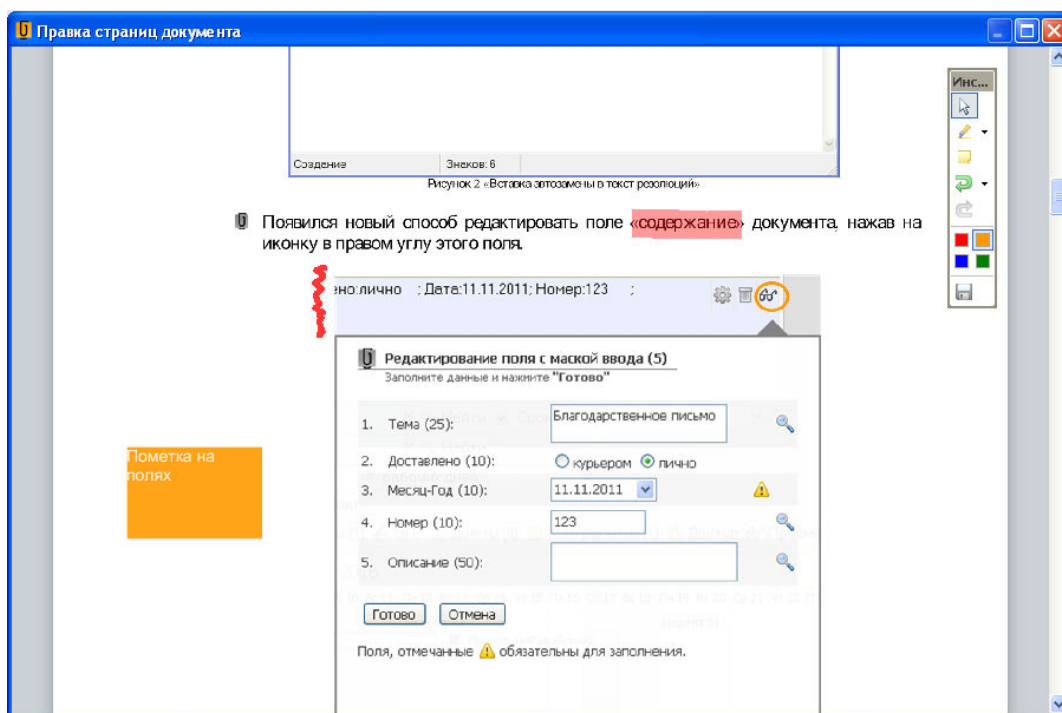 Правка страниц документа
Инс...
Создание
Знаков: 6
Рисунок 2 «Вставка автозамены в текст резолюций»
Появился новый способ редактировать поле «содержание» документа, нажав на
иконку в правом углу этого поля.
но:лично ; Дата:11.11.2011; Номер:123 ;
Редактирование поля с маской ввода (5)
Заполните данные и нажмите "Готово"
1. Тема (25):
Благодарственное письмо
Пометка на
полях
2. Доставлено (10):
курьером
лично
3. Месяц-Год (10):
11.11.2011
4. Номер (10):
123
5. Описание (50):
Готово
Отмена
Поля, отмечанные обязательны для заполнения.